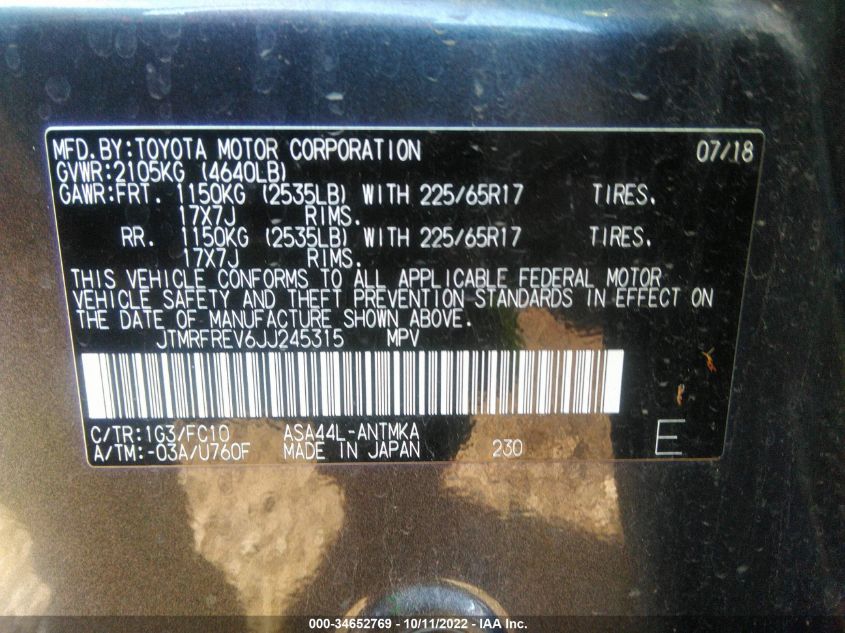 MFD.BY:TOYOTA MOTOR CORPORATION 07/18
GVWR:2105KG (4640LB)
GAWR:FRT. 1150KG (2535LB) WITH 225/65R17 TIRES.
17X7J RIMS.
RR. 1150KG (2535LB) WITH 225/65R17 TIRES.
17X7J RIMS.
THIS VEHICLE CONFORMS TO ALL APPLICABLE FEDERAL MOTOR
VEHICLE SAFETY AND THEFT PREVENTION STANDARDS IN EFFECT ON
THE DATE OF MANUFACTURE SHOWN ABOVE.
JTMRFREV6JJ245315 MPV
C/TR:1G3/FC10 ASA44L-ANTMKA
A/TM:-03A/U760F MADE IN JAPAN 230 E
000-34652769 - 10/11/2022 - IAA Inc.